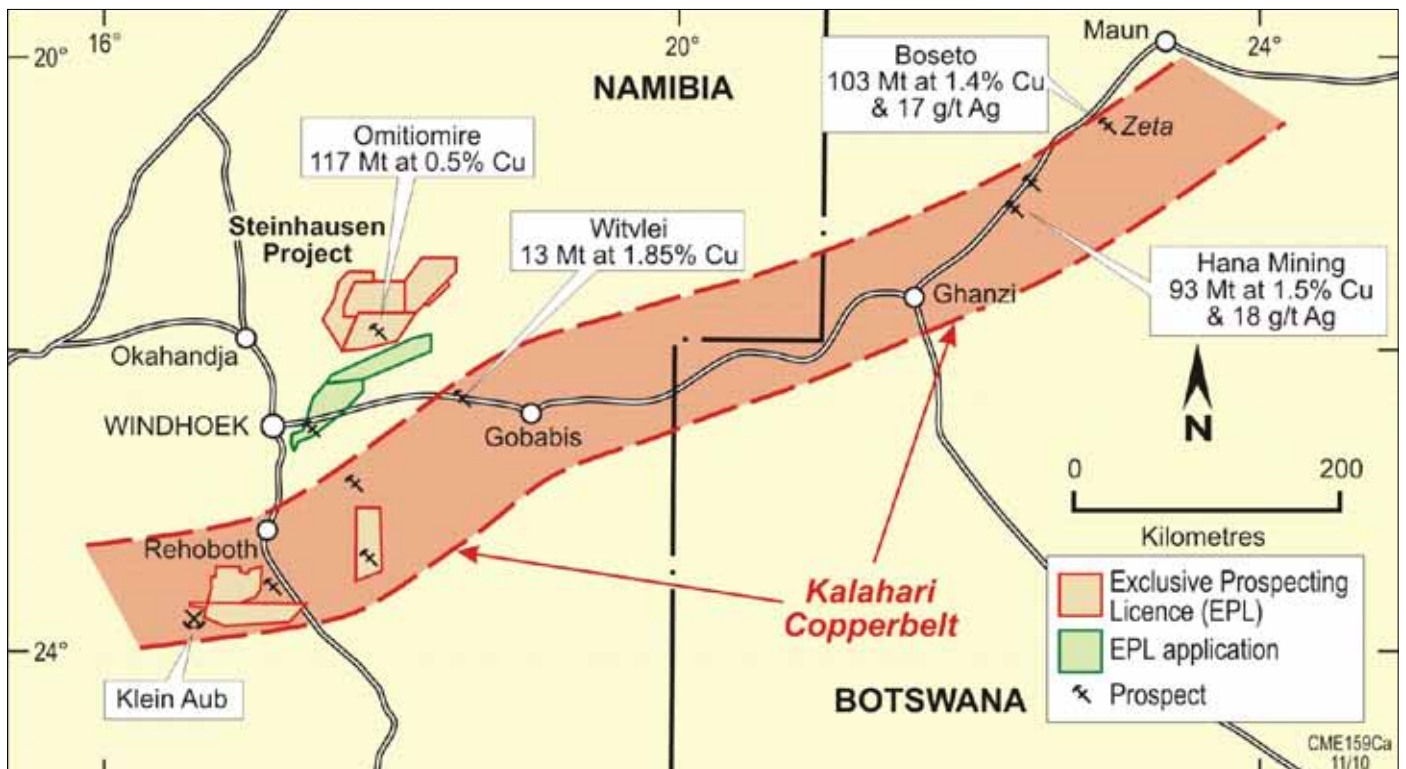 16°
20°
24°
20°
24°
NAMIBIA
Maun
Boseto
103 Mt at 1.4% Cu
& 17 g/t Ag
Zeta
Omitiomire
117 Mt at 0.5% Cu
Steinhausen
Project
Witvlei
13 Mt at 1.85% Cu
Hana Mining
93 Mt at 1.5% Cu
& 18 g/t Ag
Ghanzi
Okahandja
WINDHOEK
Gobabis
N
0
200
Kilometres
Rehoboth
Kalahari
Copperbelt
Klein Aub
BOTSWANA
Exclusive Prospecting
Licence (EPL)
EPL application
Prospect
CME159Ca
11/10